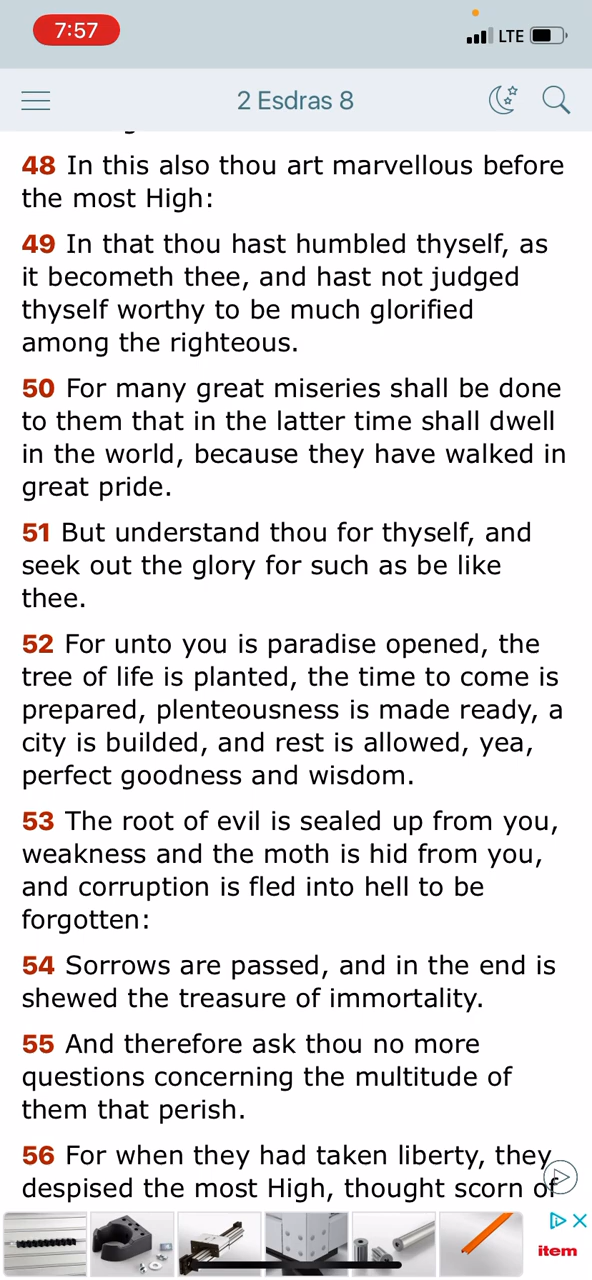 7:57
LTE
2 Esdras 8
48 In this also thou art marvellous before
the most High:
49 In that thou hast humbled thyself, as
it becometh thee, and hast not judged
thyself worthy to be much glorified
among the righteous.
50 For many great miseries shall be done
to them that in the latter time shall dwell
in the world, because they have walked in
great pride.
51 But understand thou for thyself, and
seek out the glory for such as be like
thee.
52 For unto you is paradise opened, the
tree of life is planted, the time to come is
prepared, plenteousness is made ready, a
city is builded, and rest is allowed, yea,
perfect goodness and wisdom.
53 The root of evil is sealed up from you,
weakness and the moth is hid from you,
and corruption is fled into hell to be
forgotten:
54 Sorrows are passed, and in the end is
shewed the treasure of immortality.
55 And therefore ask thou no more
questions concerning the multitude of
them that perish.
56 For when they had taken liberty, they
despised the most High, thought scorn of
item